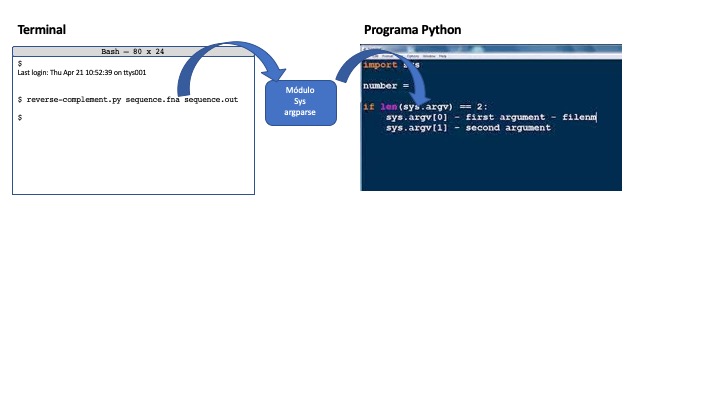 Terminal
Bash — 80 x 24
$
Last login: Thu Apr 21 10:52:39 on ttys001
$ reverse-complement.py sequence.fna sequence.out
$
Módulo
Sys
argparse
Programa Python
import sys
number =
if len(sys.argv) == 2:
sys.argv[0] - first argument - filenm
sys.argv[1] - second argument